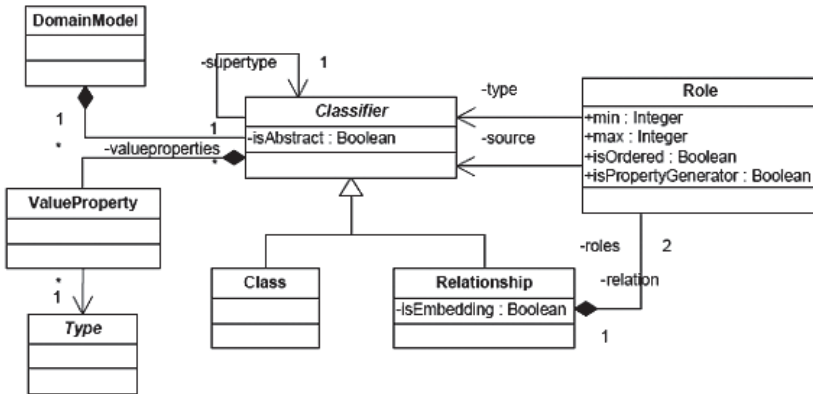 DomainModel
-supertype
1
Classifier
-isAbstract : Boolean
-type
-source
Role
+min : Integer
+max : Integer
+isOrdered : Boolean
+isPropertyGenerator : Boolean
1
1
*
-valueproperties
*
ValueProperty
-roles
2
Class
Relationship
-isEmbedding : Boolean
-relation
1
*
1
Type